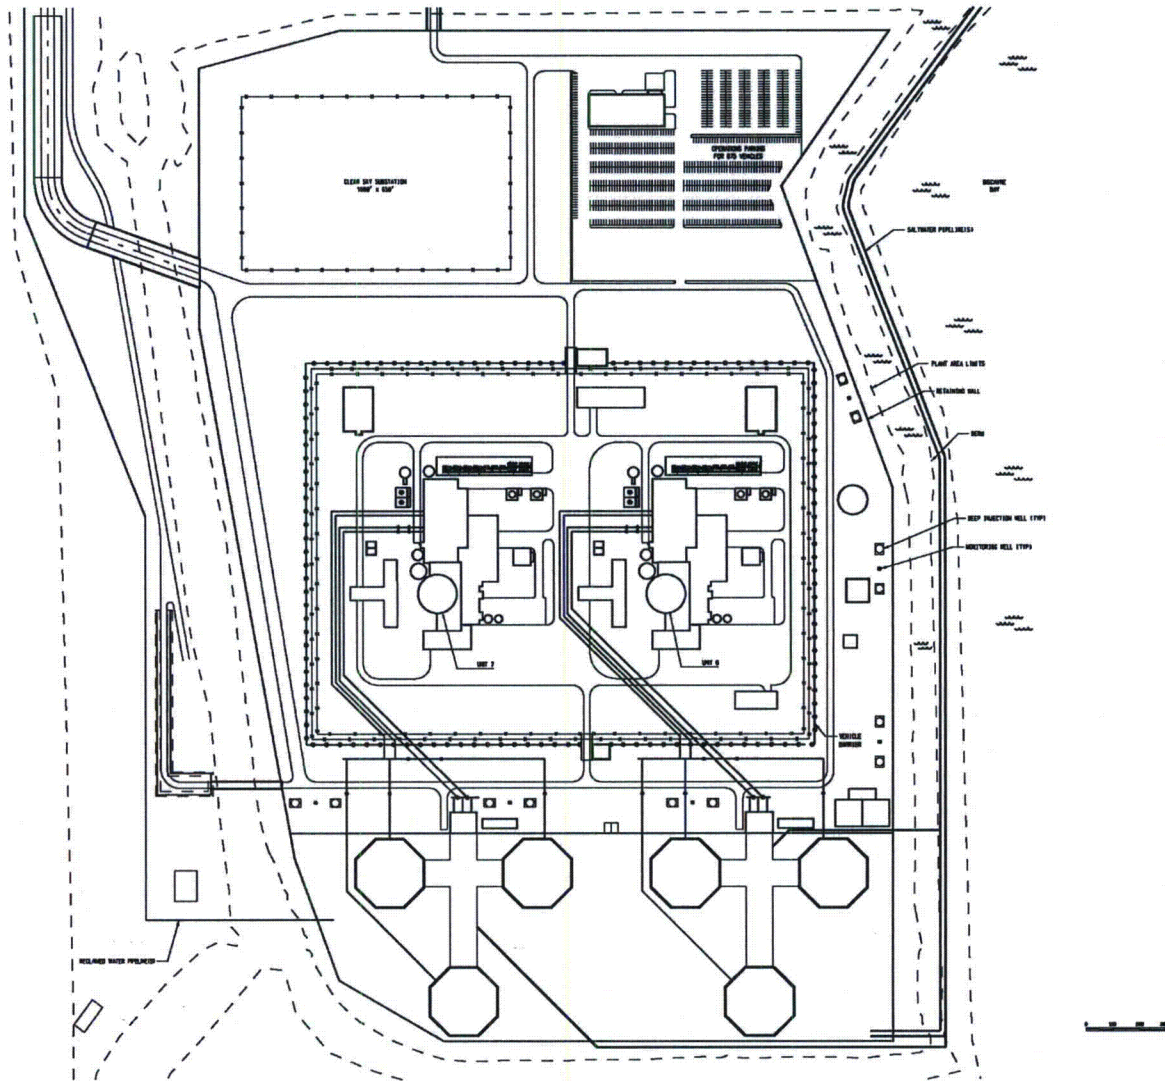 OPERATIONS PARKING
FOR 875 VEHICLES
CLEAR SKY SUBSTATION
BISCAYNE
BAY
SALTWATER PIPELINE(S)
PLANT AREA LIMITS
RETAINING WALL
BERM
DEEP INJECTION WELL (TYP)
MONITORING WELL (TYP)
UNIT 7
UNIT 6
VEHICLE
BARRIER
RECLAIMED WATER PIPELINE(S)